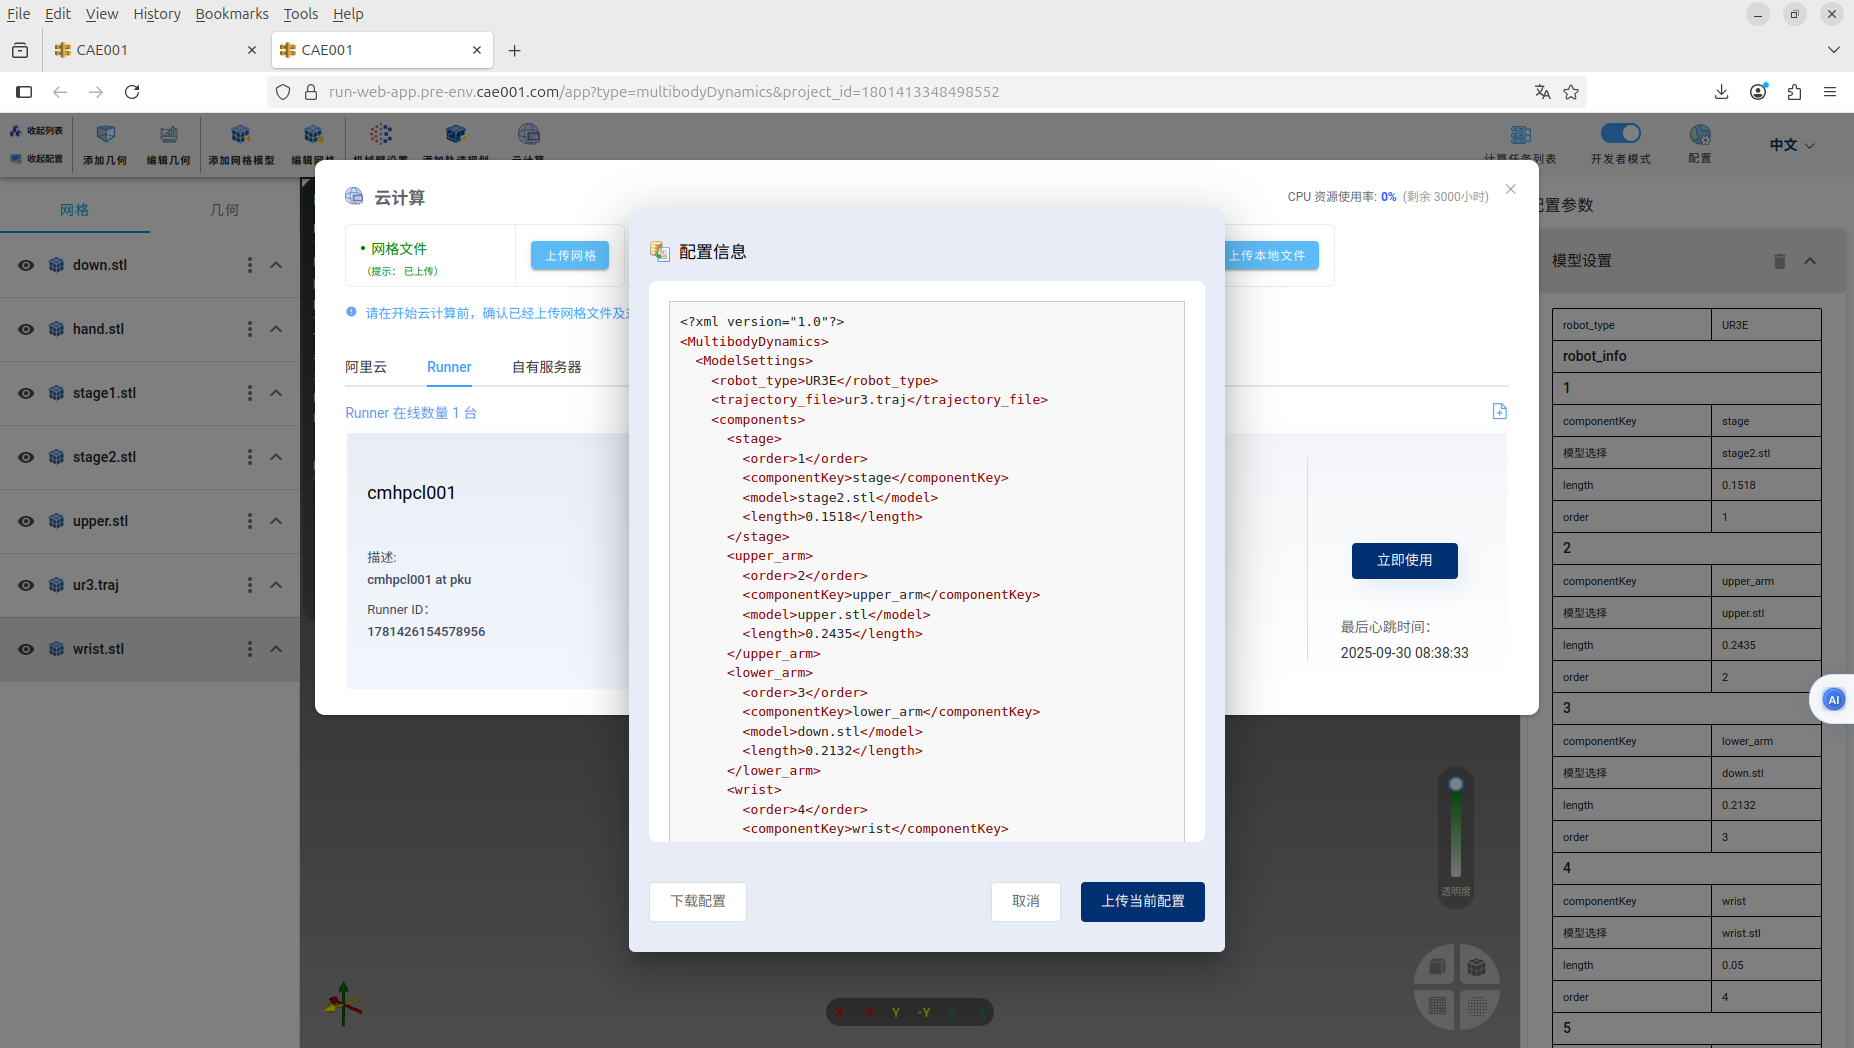 File Edit View History Bookmarks Tools Help
CAE001
CAE001
run-web-app.pre-env.cae001.com/app?type=multibodyDynamics&project_id=1801413348498552
收起列表
收起配置
添加几何
编辑几何
添加网格模型
编辑网格
机械臂设置
添加轨迹规划
云计算
计算任务列表
开发者模式
配置
中文
网格
几何
down.stl
hand.stl
stage1.stl
stage2.stl
upper.stl
ur3.traj
wrist.stl
云计算
CPU 资源使用率: 0% (剩余 3000小时)
网格文件
(提示： 已上传)
上传网格
上传本地文件
请在开始云计算前，确认已经上传网格文件及
阿里云
Runner
自有服务器
Runner 在线数量 1 台
cmhpcl001
描述:
cmhpcl001 at pku
Runner ID：
1781426154578956
立即使用
最后心跳时间：
2025-09-30 08:38:33
配置信息
<?xml version="1.0"?>
<MultibodyDynamics>
<ModelSettings>
<robot_type>UR3E</robot_type>
<trajectory_file>ur3.traj</trajectory_file>
<components>
<stage>
<order>1</order>
<componentKey>stage</componentKey>
<model>stage2.stl</model>
<length>0.1518</length>
</stage>
<upper_arm>
<order>2</order>
<componentKey>upper_arm</componentKey>
<model>upper.stl</model>
<length>0.2435</length>
</upper_arm>
<lower_arm>
<order>3</order>
<componentKey>lower_arm</componentKey>
<model>down.stl</model>
<length>0.2132</length>
</lower_arm>
<wrist>
<order>4</order>
<componentKey>wrist</componentKey>
下载配置
取消
上传当前配置
配置参数
模型设置
robot_type UR3E
robot_info
1
componentKey stage
模型选择 stage2.stl
length 0.1518
order 1
2
componentKey upper_arm
模型选择 upper.stl
length 0.2435
order 2
3
componentKey lower_arm
模型选择 down.stl
length 0.2132
order 3
4
componentKey wrist
模型选择 wrist.stl
length 0.05
order 4
5
AI
透明度
X -X Y -Y Z -Z